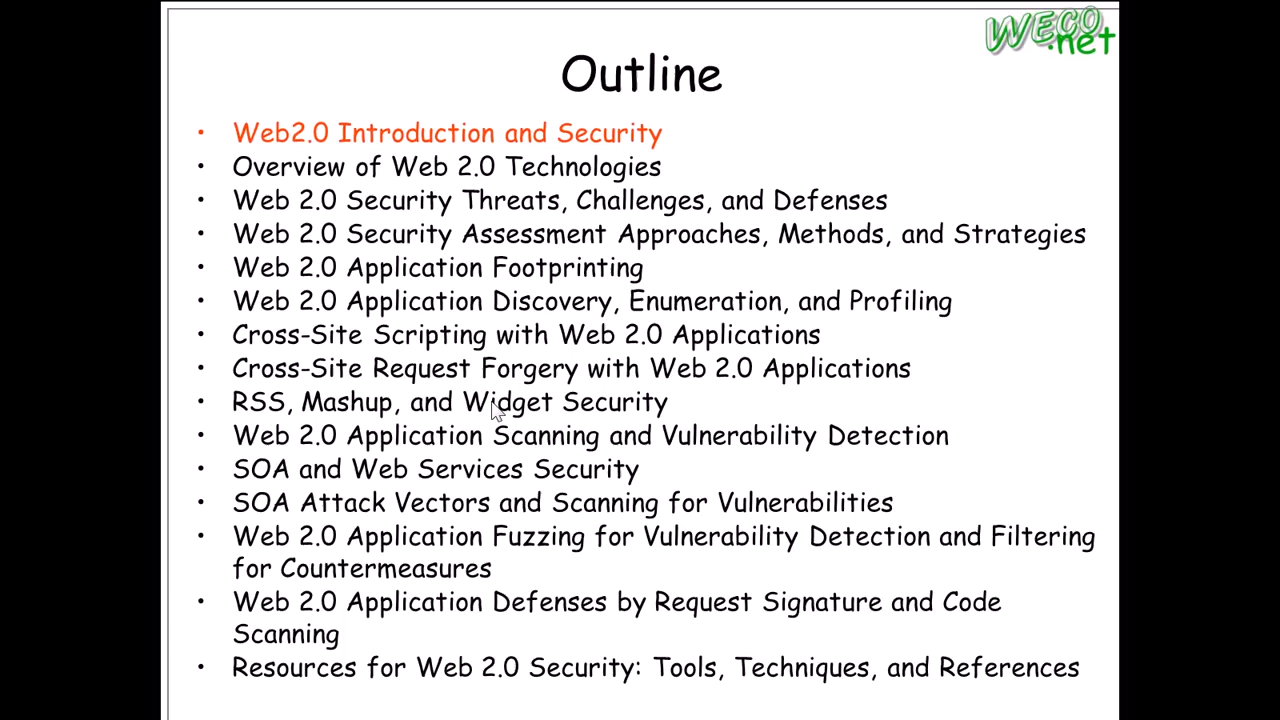 WECO
.net
Outline
• Web2.0 Introduction and Security
• Overview of Web 2.0 Technologies
• Web 2.0 Security Threats, Challenges, and Defenses
• Web 2.0 Security Assessment Approaches, Methods, and Strategies
• Web 2.0 Application Footprinting
• Web 2.0 Application Discovery, Enumeration, and Profiling
• Cross-Site Scripting with Web 2.0 Applications
• Cross-Site Request Forgery with Web 2.0 Applications
• RSS, Mashup, and Widget Security
• Web 2.0 Application Scanning and Vulnerability Detection
• SOA and Web Services Security
• SOA Attack Vectors and Scanning for Vulnerabilities
• Web 2.0 Application Fuzzing for Vulnerability Detection and Filtering
for Countermeasures
• Web 2.0 Application Defenses by Request Signature and Code
Scanning
• Resources for Web 2.0 Security: Tools, Techniques, and References